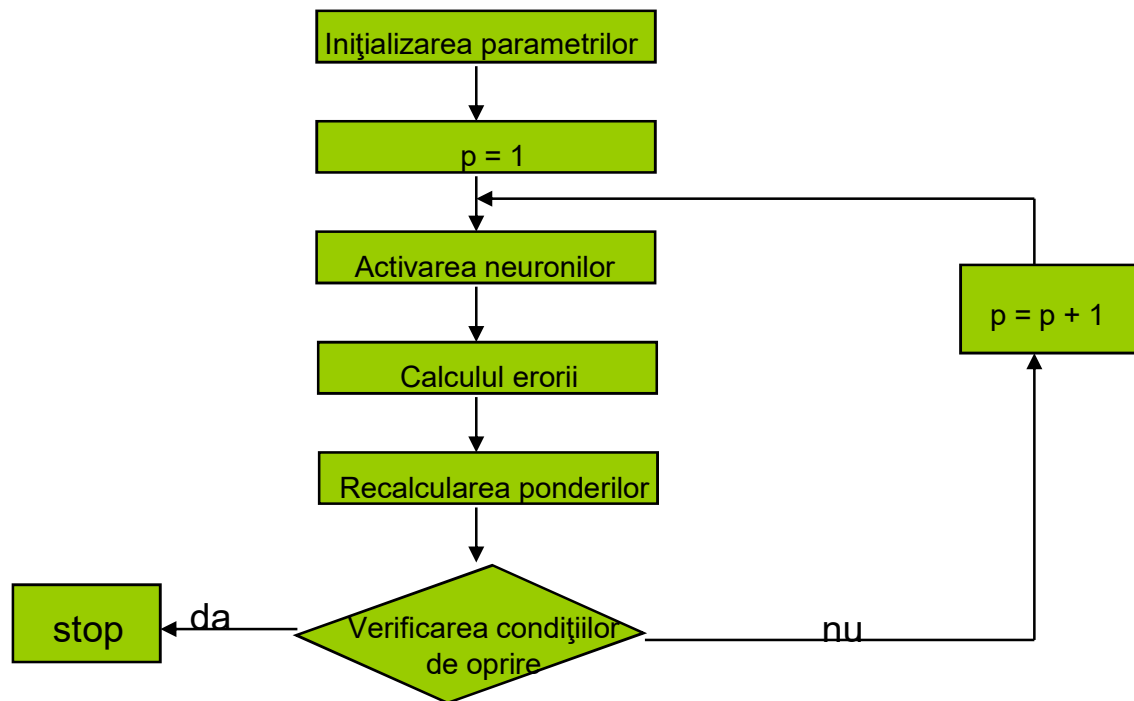 Iniţializarea parametrilor
p = 1
Activarea neuronilor
p = p + 1
Calculul erorii
Recalcularea ponderilor
stop
da
Verificarea condiţiilor
de oprire
nu